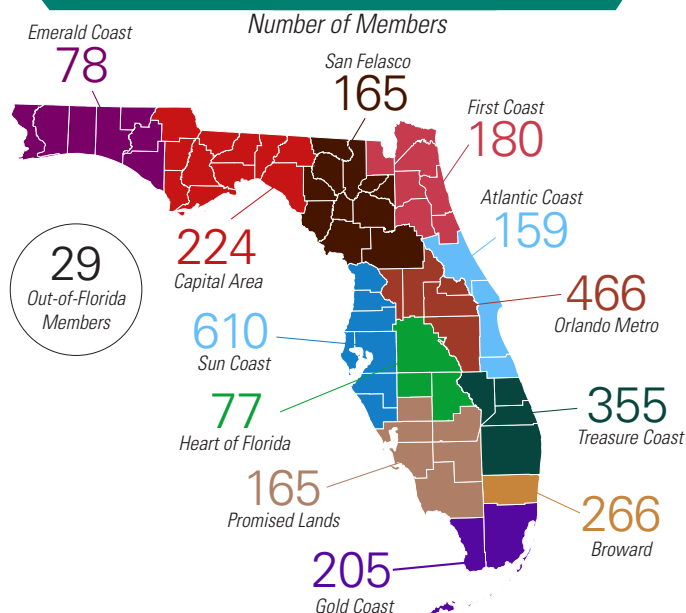 Number of Members
Emerald Coast
78
San Felasco
165
First Coast
180
Atlantic Coast
159
224
Capital Area
29
Out-of-Florida
Members
466
Orlando Metro
610
Sun Coast
77
Heart of Florida
355
Treasure Coast
165
Promised Lands
266
Broward
205
Gold Coast